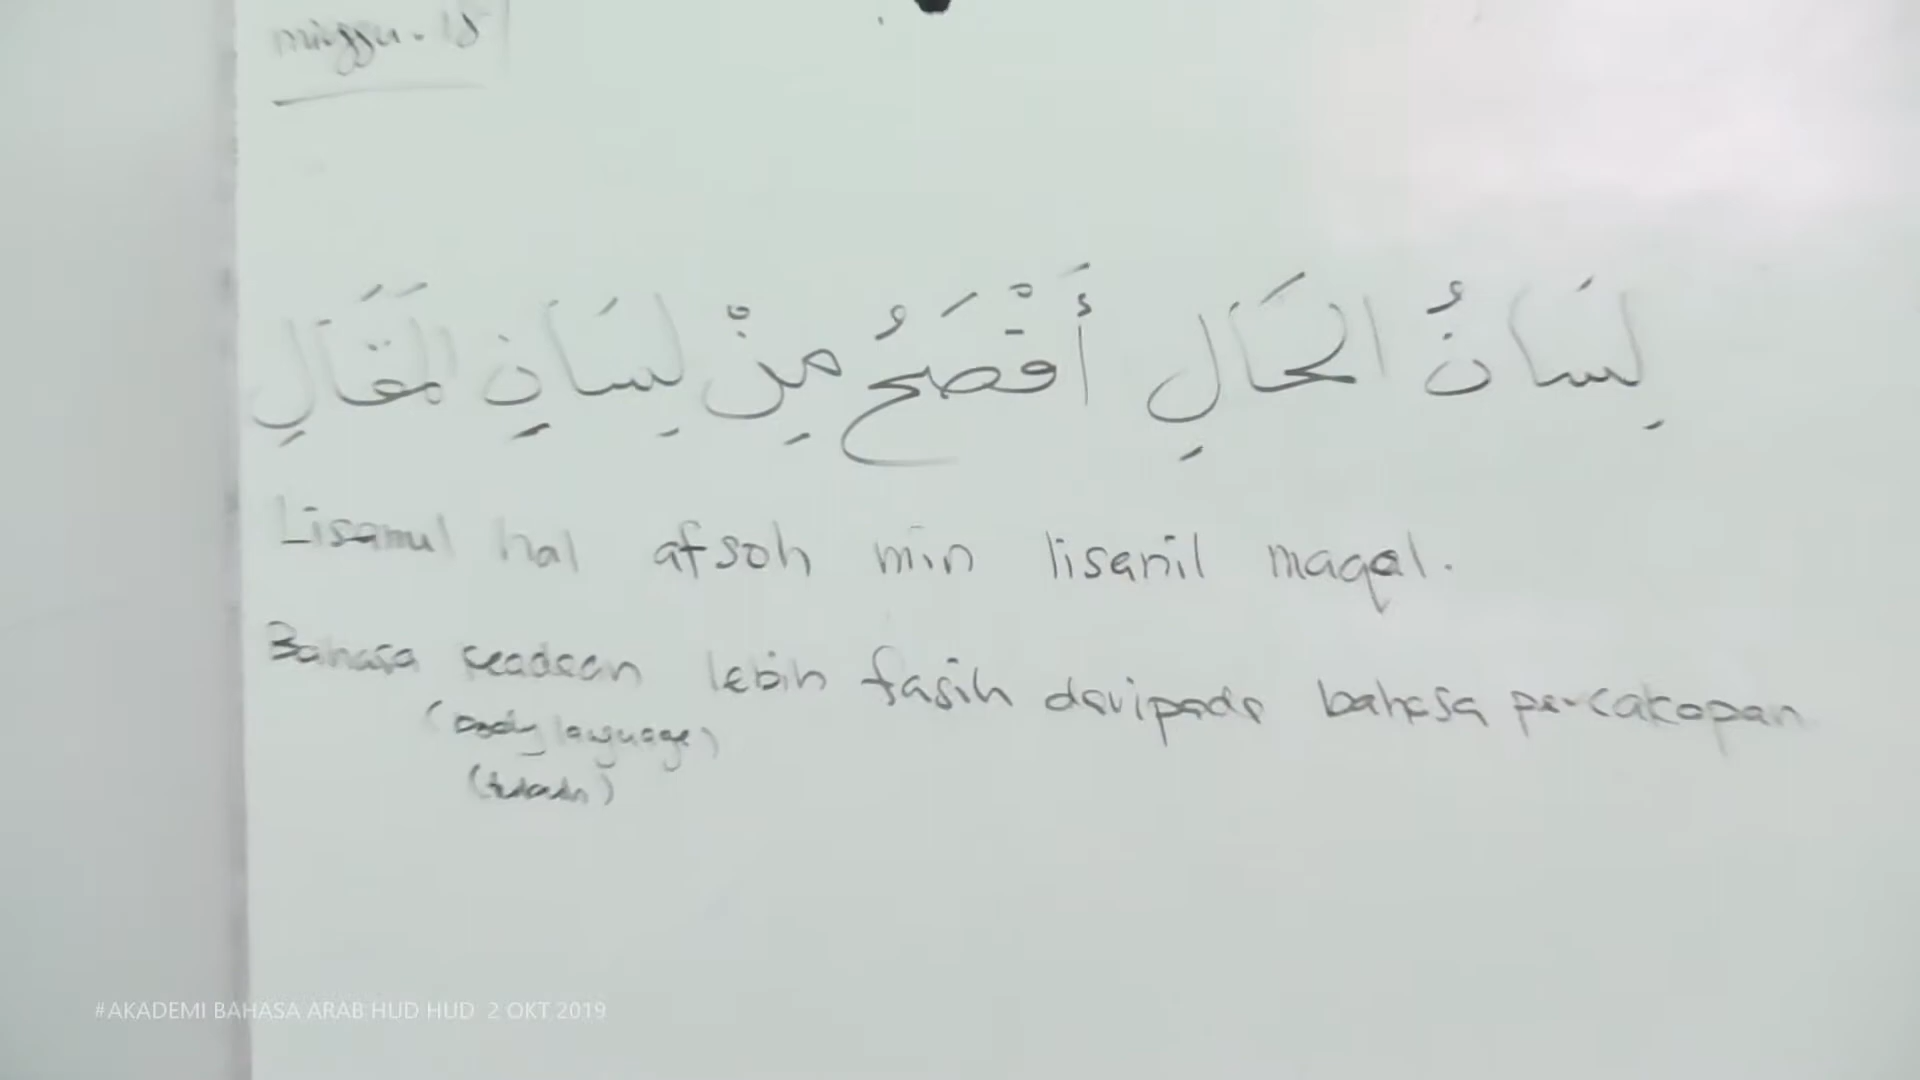 minggu. 15
لِسَانُ الحَالِ أَفْصَحُ مِنْ لِسَانِ المَقَالِ
Lisanul hal afsoh min lisanil maqal.
Bahasa keadaan lebih fasih daripada bahasa percakapan
(body language)
#AKADEMI BAHASA ARAB HUD HUD 2 OKT 2019